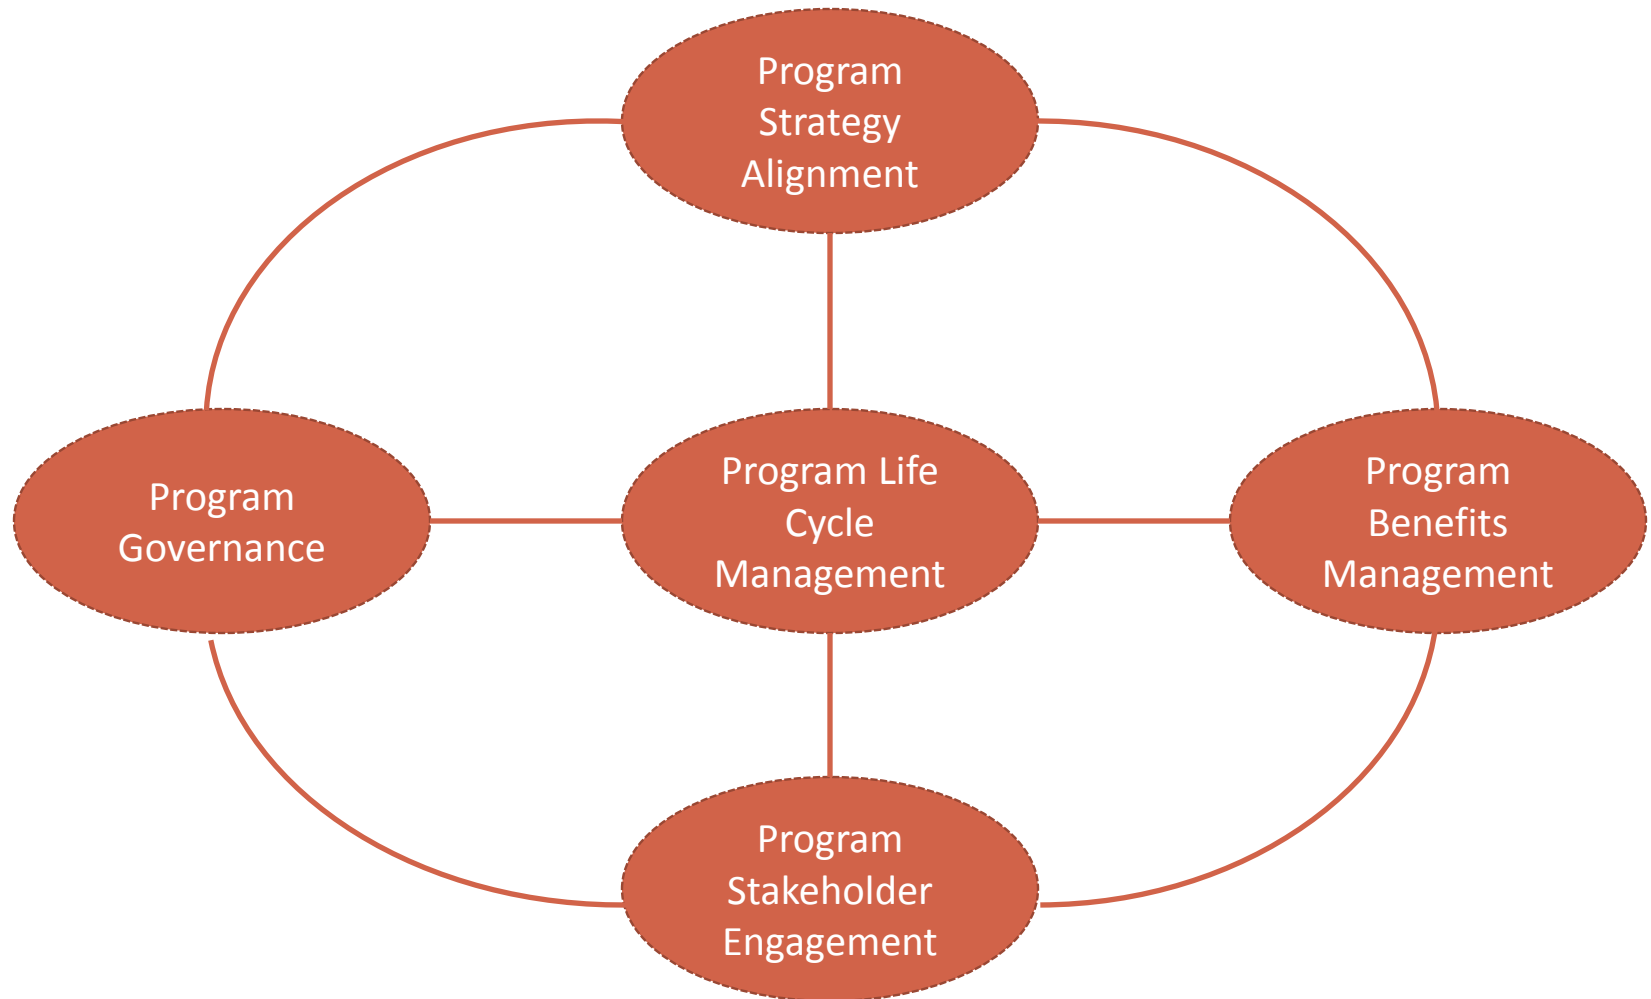 Program
Strategy
Alignment
Program
Governance
Program Life
Cycle
Management
Program
Benefits
Management
Program
Stakeholder
Engagement